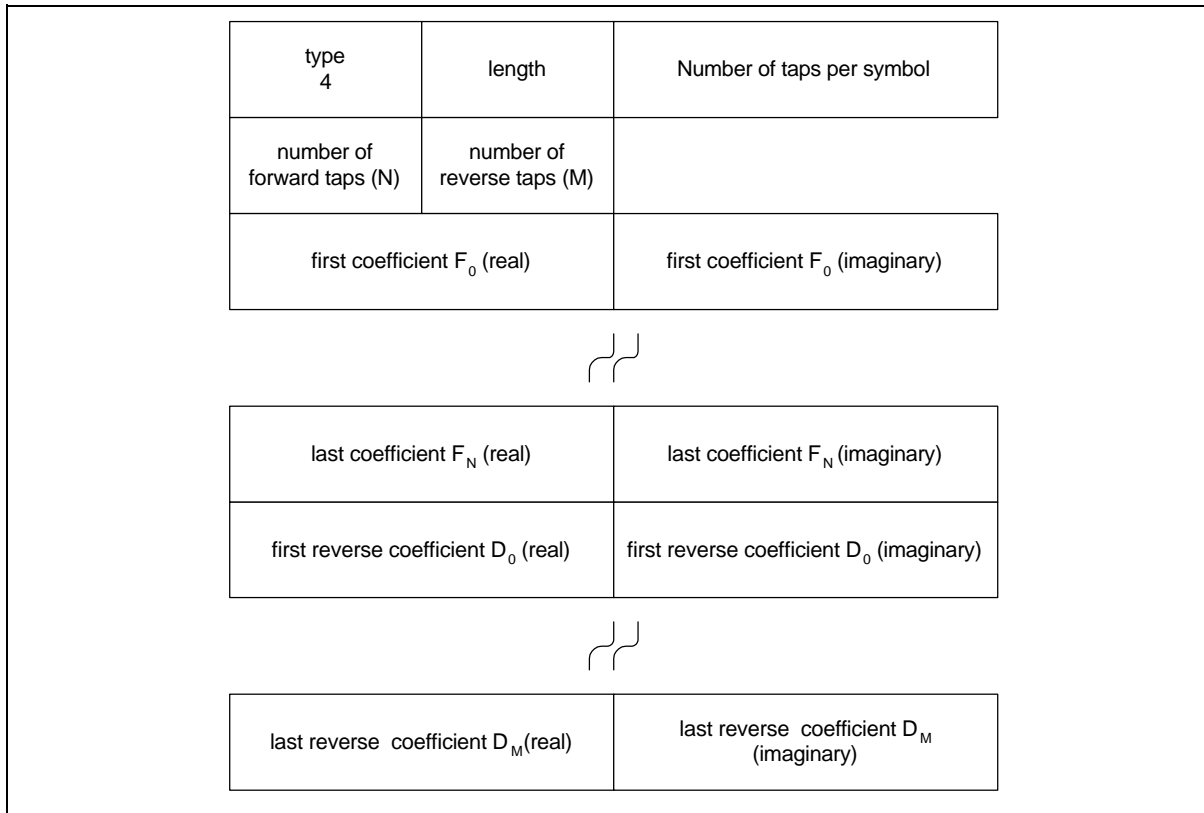 type
4
length
Number of taps per symbol
number of
forward taps (N)
number of
reverse taps (M)
first coefficient F0 (real)
first coefficient F0 (imaginary)
last coefficient FN (real)
last coefficient FN (imaginary)
first reverse coefficient D0 (real)
first reverse coefficient D0 (imaginary)
last reverse coefficient DM(real)
last reverse coefficient DM
(imaginary)